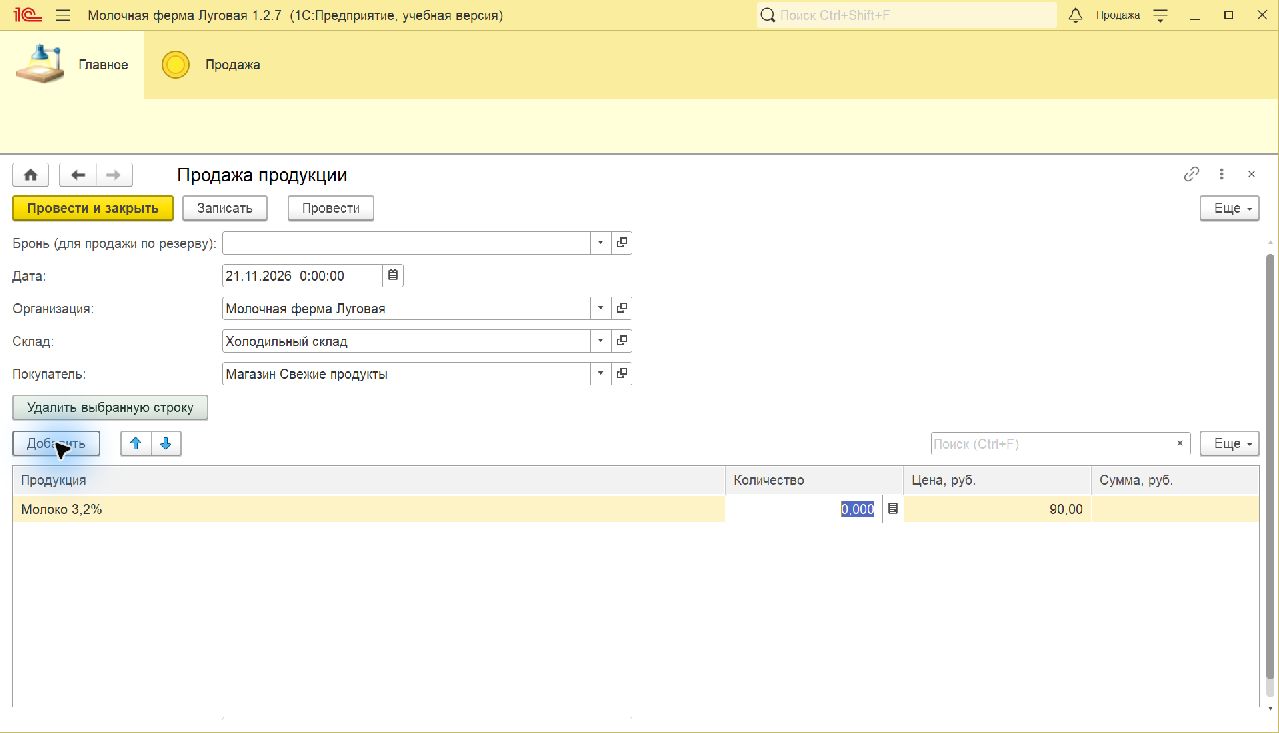 1С Молочная ферма Луговая 1.2.7 (1С:Предприятие, учебная версия) Поиск Ctrl+Shift+F Продажа
Главное Продажа
Продажа продукции
Провести и закрыть Записать Провести Еще
Бронь (для продажи по резерву):
Дата: 21.11.2026 0:00:00
Организация: Молочная ферма Луговая
Склад: Холодильный склад
Покупатель: Магазин Свежие продукты
Удалить выбранную строку
Добавить Поиск (Ctrl+F) × Еще
Продукция Количество Цена, руб. Сумма, руб.
Молоко 3,2% 0,000 90,00